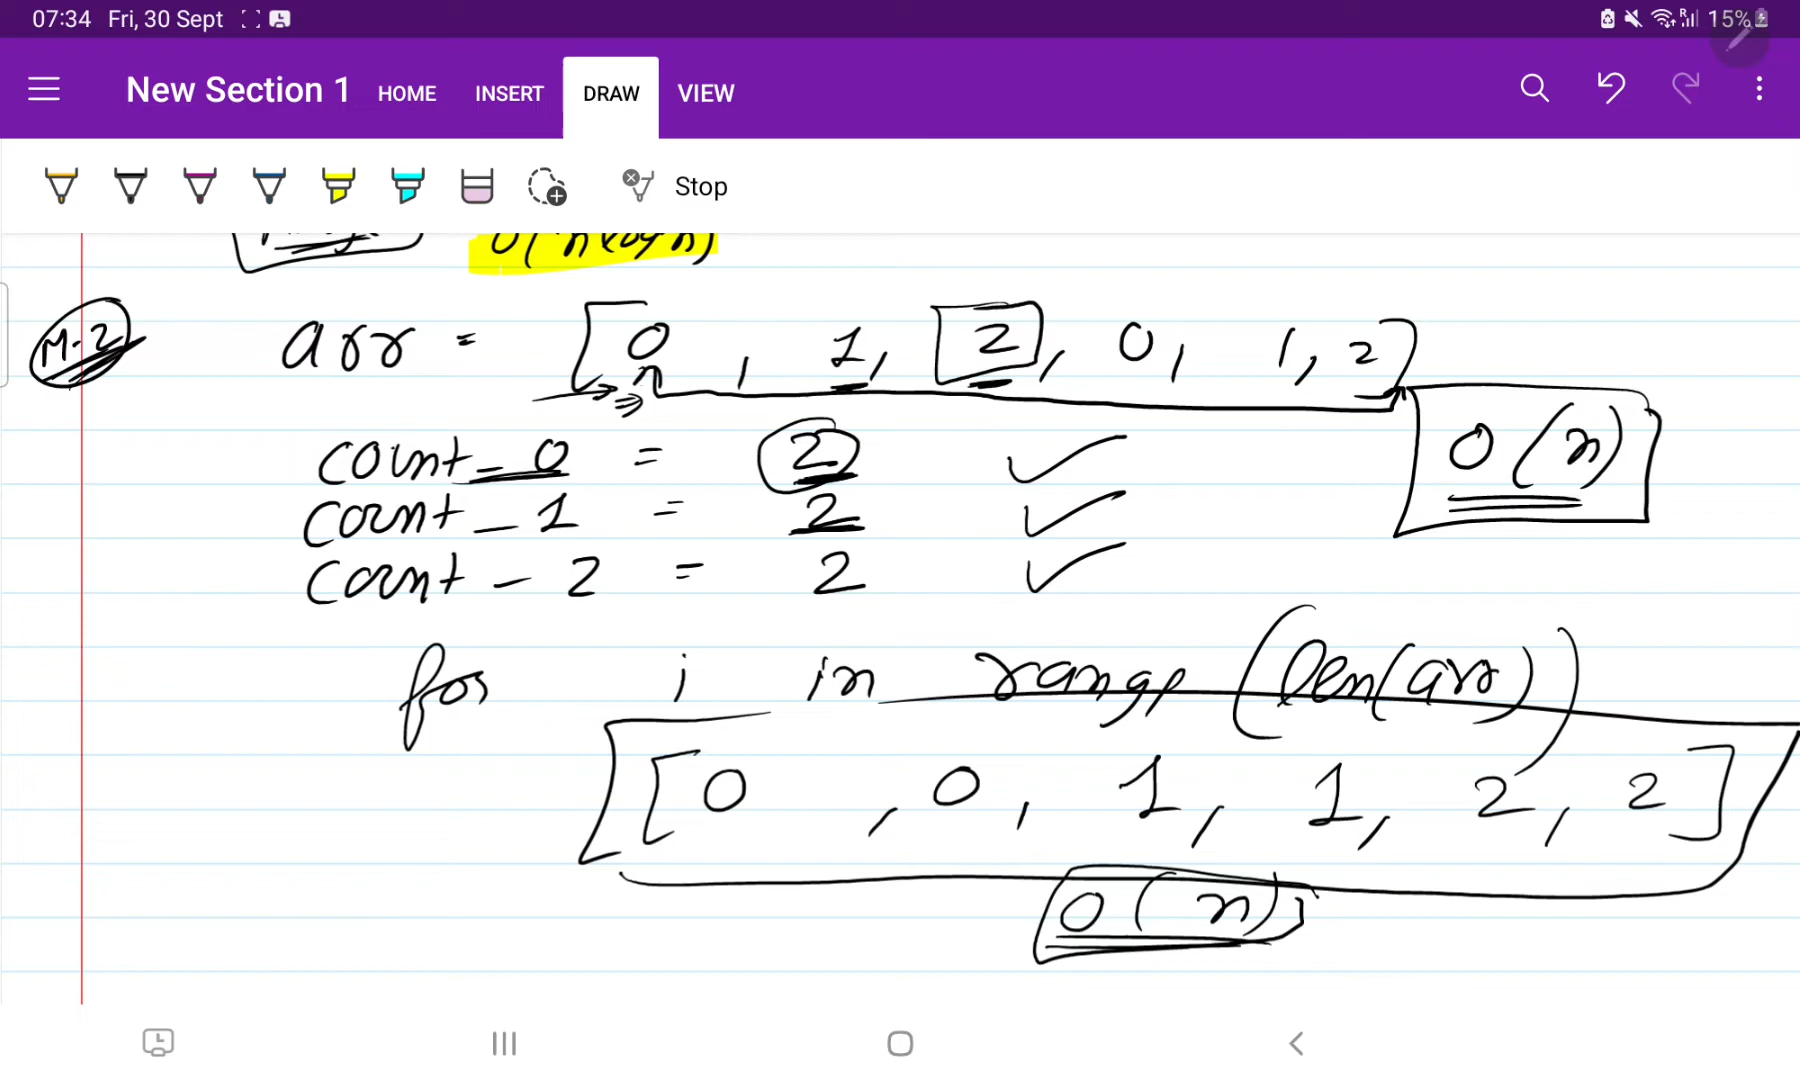 07:34 Fri, 30 Sept 15%
New Section 1 HOME INSERT DRAW VIEW
Stop
O(n log n)
M-2 arr = [0, 1, 2, 0, 1, 2]
O(n)
count_0 = 2
count_1 = 2
count_2 = 2
for i in range(len(arr))
[0, 0, 1, 1, 2, 2]
O(n)